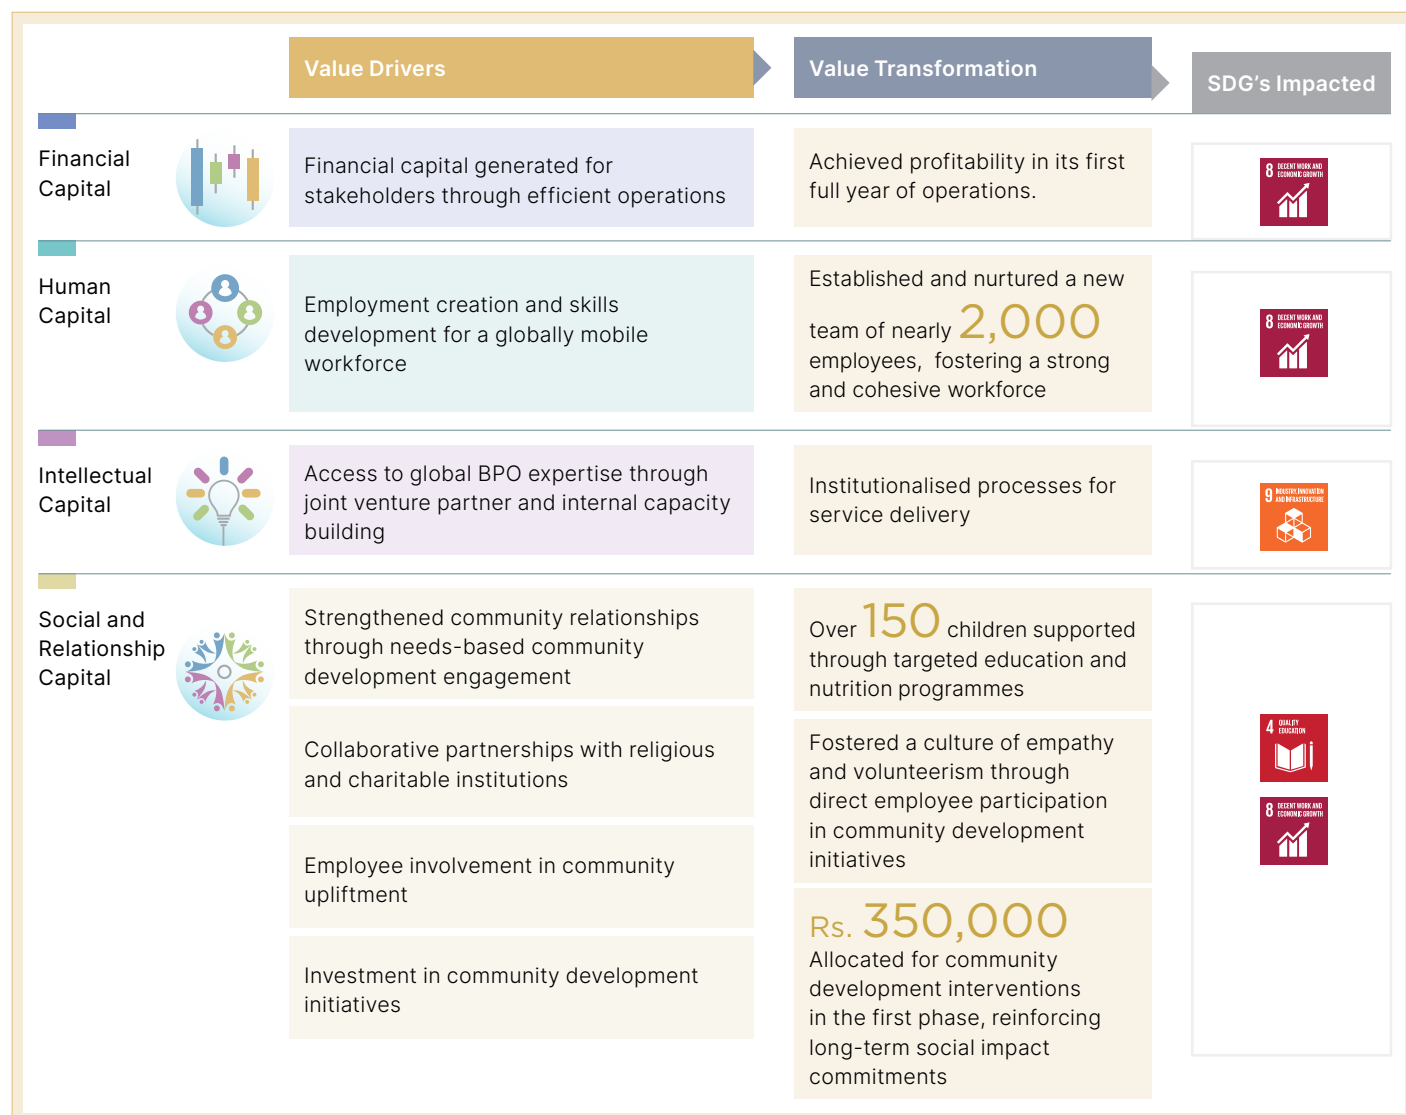 Value Drivers
Value Transformation
SDG's Impacted
Financial
Capital
Financial capital generated for
stakeholders through efficient operations
Achieved profitability in its first
full year of operations.
8 DECENT WORK AND
ECONOMIC GROWTH
Human
Capital
Employment creation and skills
development for a globally mobile
workforce
Established and nurtured a new
team of nearly 2,000
employees, fostering a strong
and cohesive workforce
8 DECENT WORK AND
ECONOMIC GROWTH
Intellectual
Capital
Access to global BPO expertise through
joint venture partner and internal capacity
building
Institutionalised processes for
service delivery
9 INDUSTRY, INNOVATION
AND INFRASTRUCTURE
Social and
Relationship
Capital
Strengthened community relationships
through needs-based community
development engagement
Collaborative partnerships with religious
and charitable institutions
Employee involvement in community
upliftment
Investment in community development
initiatives
Over 150 children supported
through targeted education and
nutrition programmes
Fostered a culture of empathy
and volunteerism through
direct employee participation
in community development
initiatives
Rs. 350,000
Allocated for community
development interventions
in the first phase, reinforcing
long-term social impact
commitments
4 QUALITY
EDUCATION
8 DECENT WORK AND
ECONOMIC GROWTH